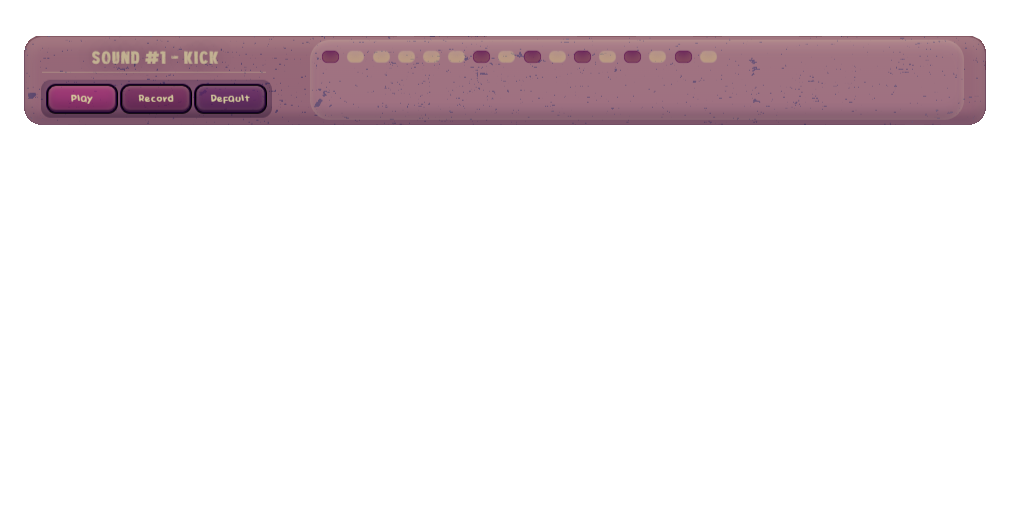 SOUND #1 - KICK
Play
Record
Default